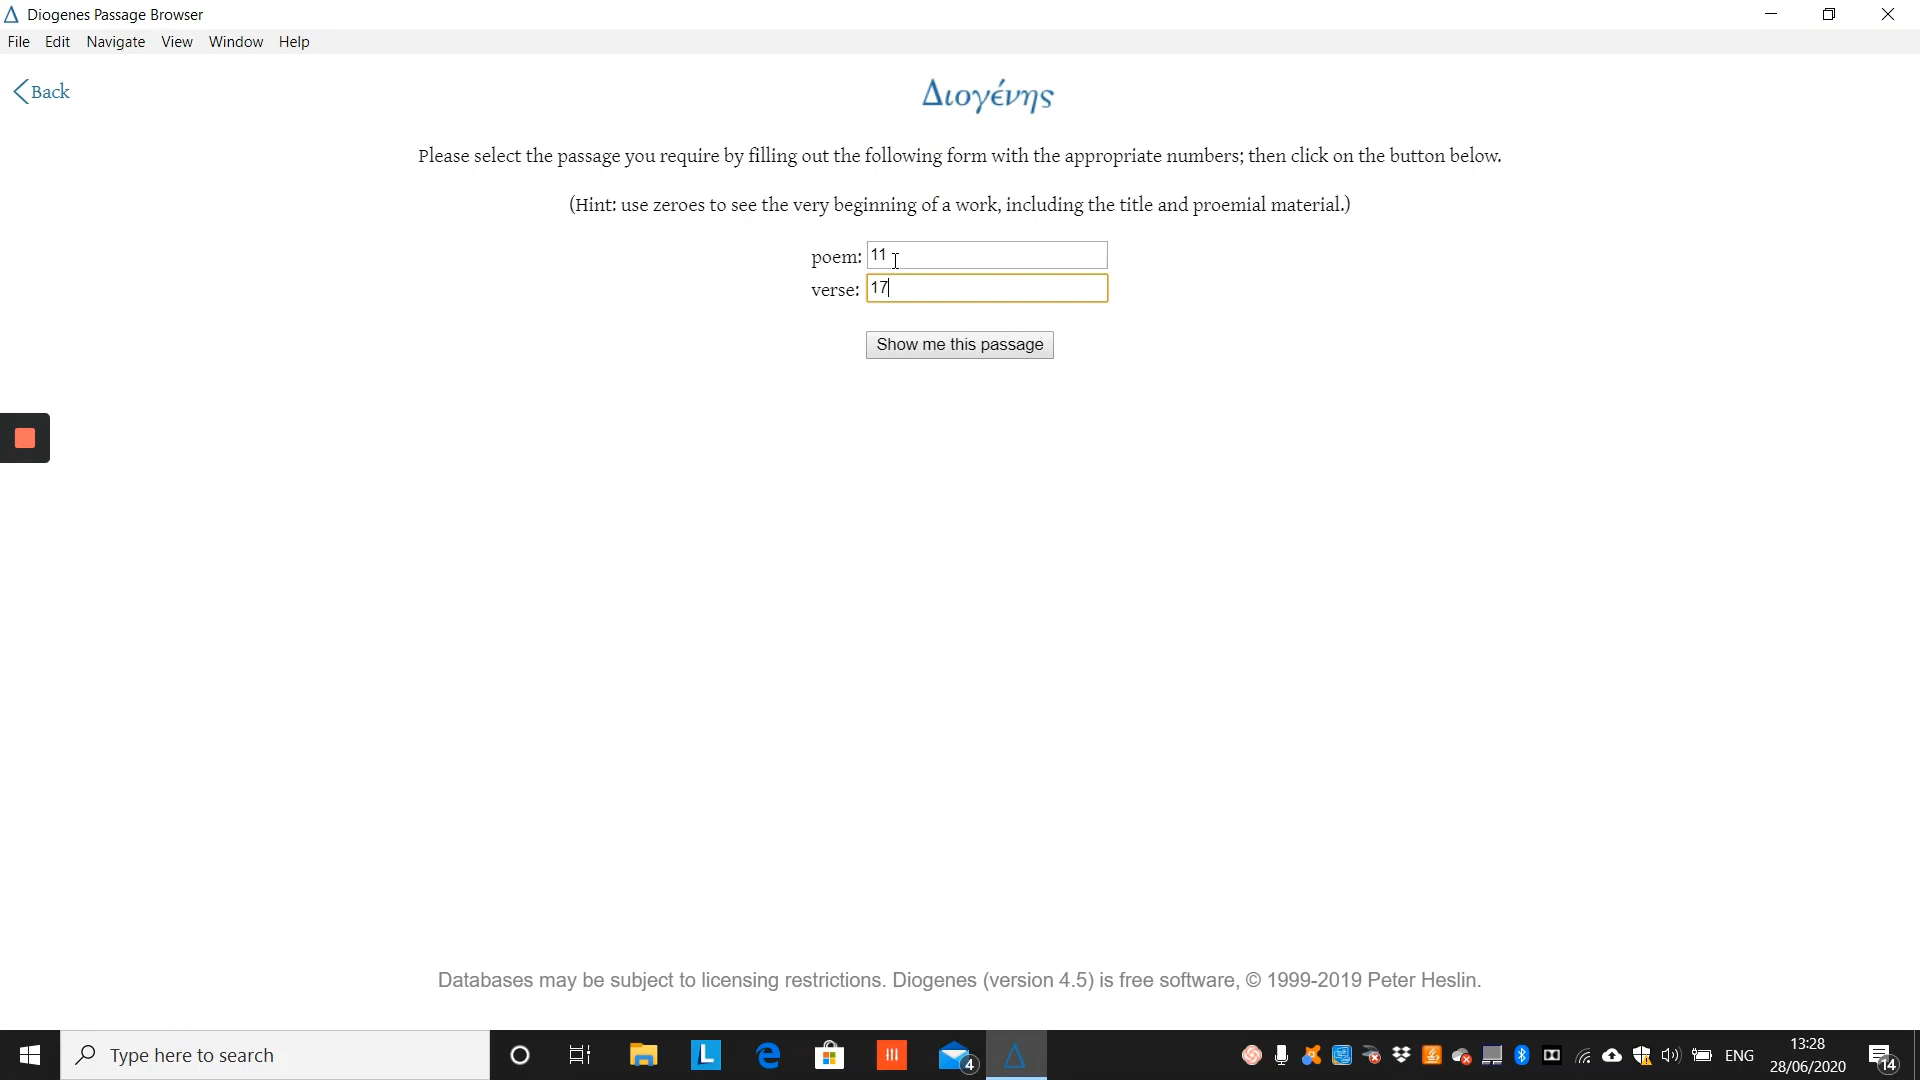 Diogenes Passage Browser
File Edit Navigate View Window Help
Back
Διογένης
Please select the passage you require by filling out the following form with the appropriate numbers; then click on the button below.
(Hint: use zeroes to see the very beginning of a work, including the title and proemial material.)
poem: 11
verse: 17
Show me this passage
Databases may be subject to licensing restrictions. Diogenes (version 4.5) is free software, © 1999-2019 Peter Heslin.
Type here to search
L
4
ENG
13:28
28/06/2020
14